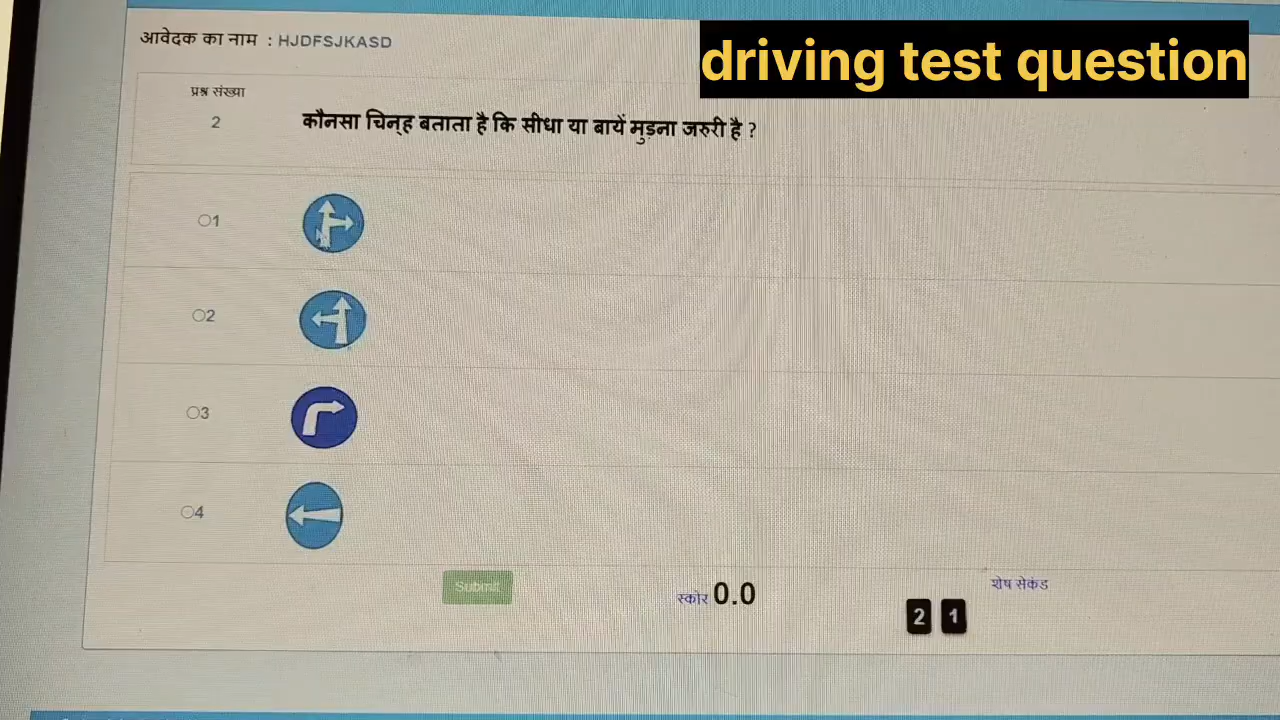 driving test question
आवेदक का नाम : HJDFSJKASD
प्रश्न संख्या
2 कौनसा चिन्ह बताता है कि सीधा या बायें मुड़ना जरुरी है ?
1
2
3
4
Submit
स्कोर 0.0
शेष सेकंड
2 1